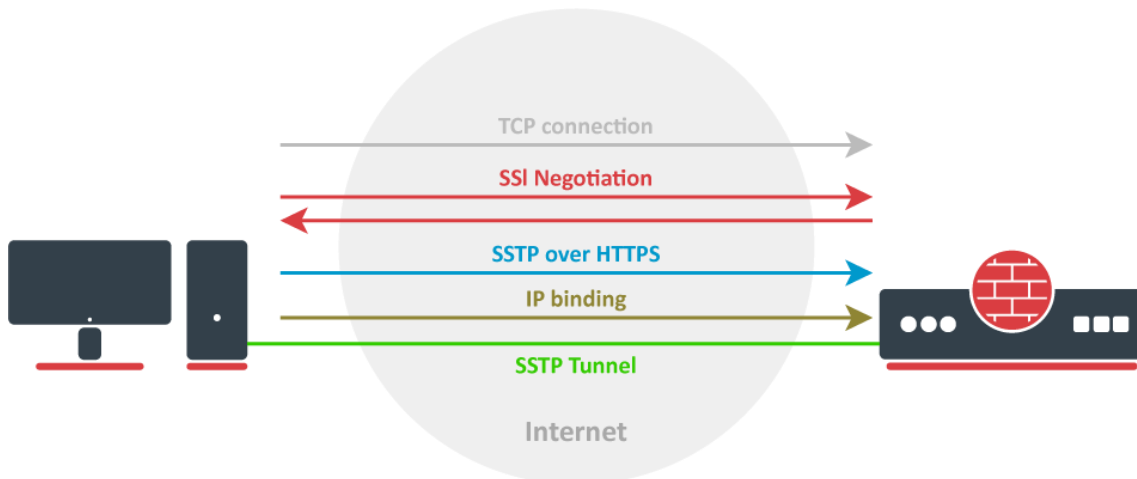 TCP connection
SSl Negotiation
SSTP over HTTPS
IP binding
SSTP Tunnel
Internet